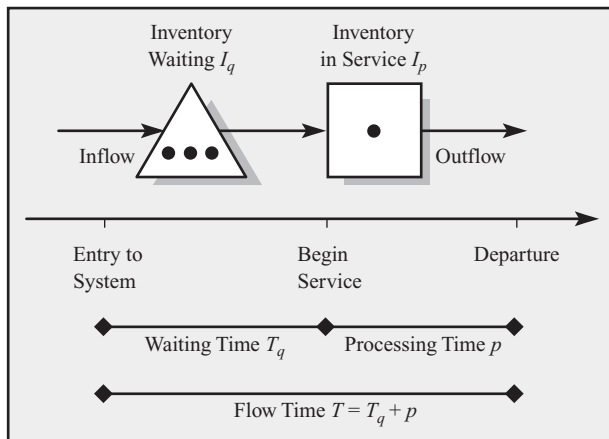 Inventory
Waiting I_q
Inventory
in Service I_p
Inflow
Outflow
Entry to
System
Begin
Service
Departure
Waiting Time T_q
Processing Time p
Flow Time T = T_q + p